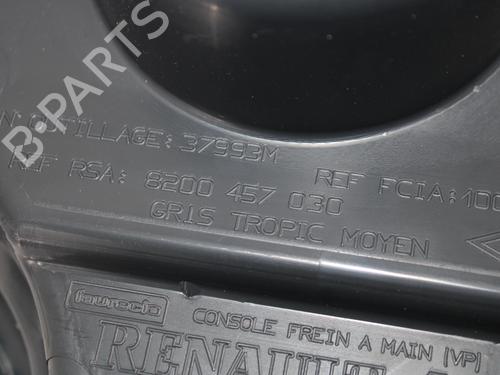 N OUTILLAGE: 37993M
REF RSA: 8200 457 030
REF FCIA: 100
GRIS TROPIC MOYEN
faurecia
CONSOLE FREIN A MAIN (VP)
RENAULT
B-PARTS